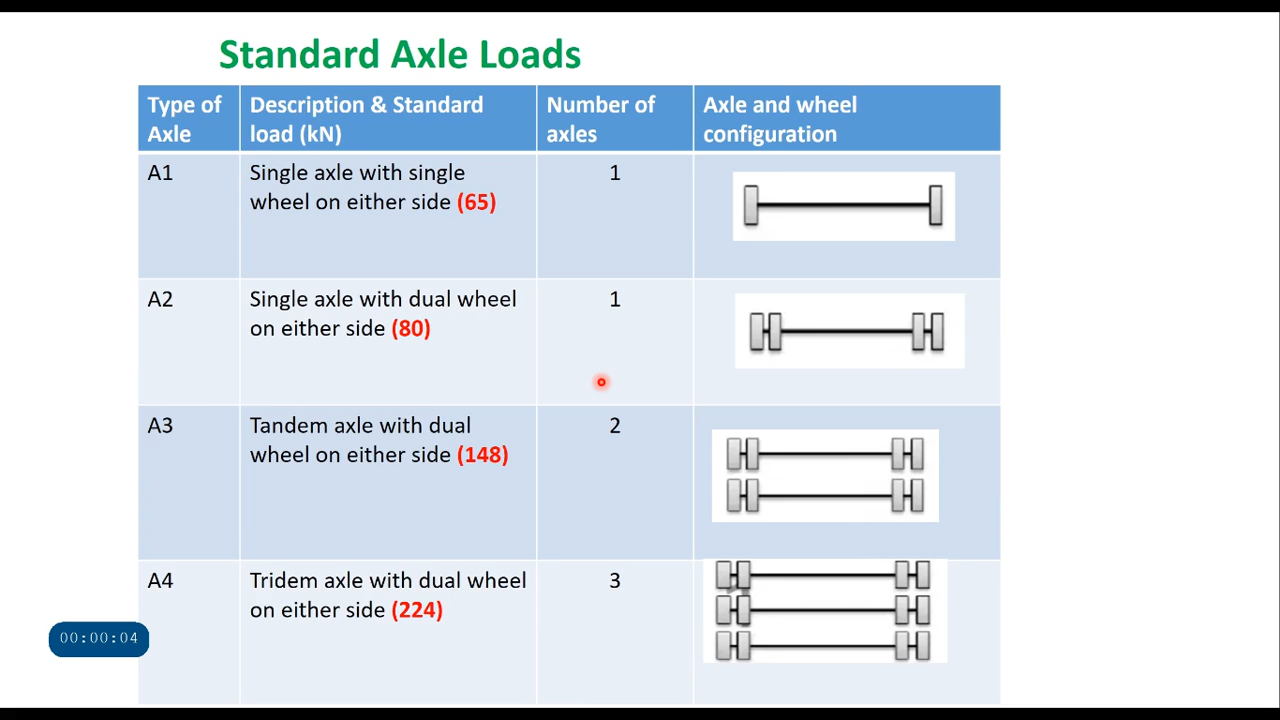 Standard Axle Loads
Type of Axle
Description & Standard load (kN)
Number of axles
Axle and wheel configuration
A1
Single axle with single
wheel on either side (65)
1
A2
Single axle with dual wheel
on either side (80)
1
A3
Tandem axle with dual
wheel on either side (148)
2
A4
Tridem axle with dual wheel
on either side (224)
3
00:00:04